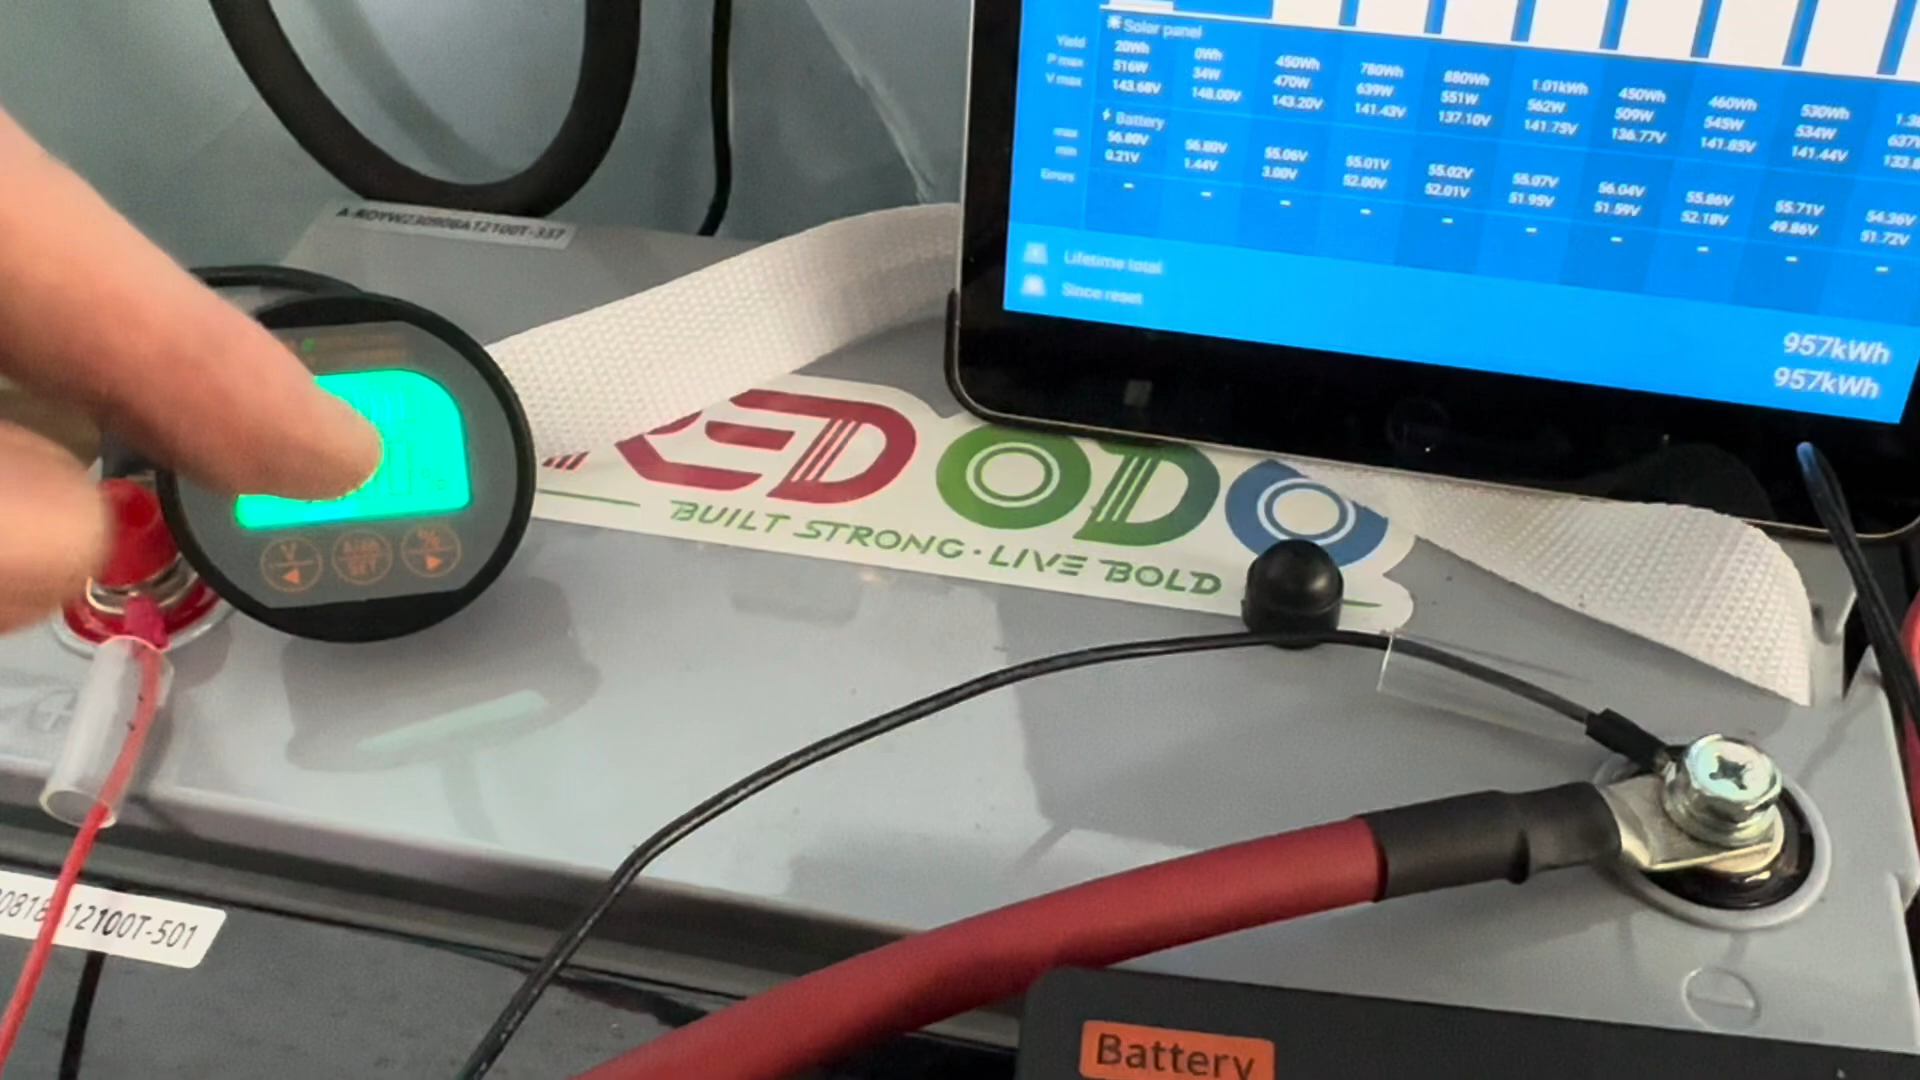 Solar panel
Yield 20Wh 0Wh 450Wh 780Wh 880Wh 1.01kWh 450Wh 460Wh 530Wh
P max 516W 34W 470W 639W 551W 562W 509W 545W 534W 637W
V max 143.68V 148.00V 143.20V 141.43V 137.10V 141.75V 136.77V 141.85V 141.44V
Battery
max 56.80V 56.80V 55.06V 55.01V 55.02V 55.07V 56.04V 55.86V 55.71V 54.36V
min 0.21V 1.44V 3.00V 52.00V 52.01V 51.95V 51.59V 52.18V 49.86V 51.72V
Errors - - - - - - - - - -
Lifetime total 957kWh
Since reset 957kWh
A-RDYW230908A12100T-337
REDODO
BUILT STRONG · LIVE BOLD
%
V
%
12100T-501
Battery